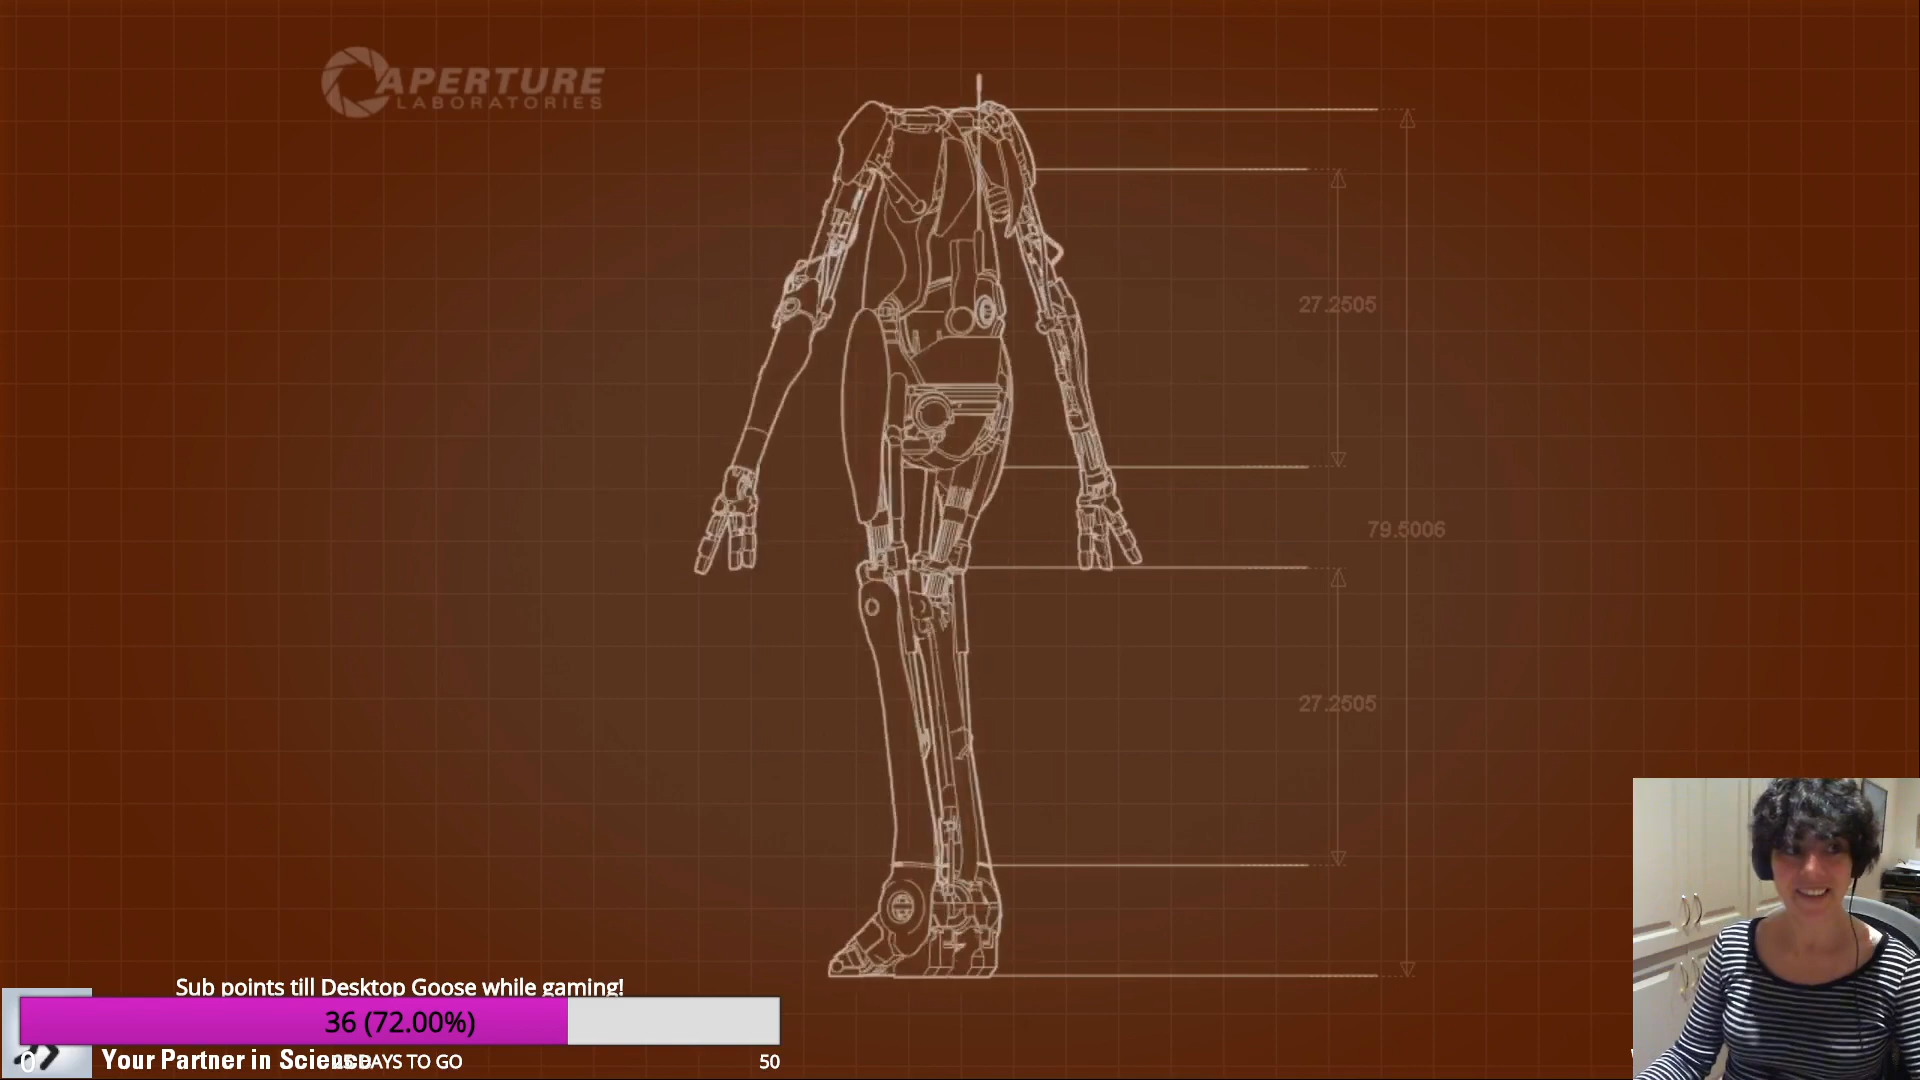 APERTURE
LABORATORIES
27.2505
79.5006
27.2505
Sub points till Desktop Goose while gaming!
36 (72.00%)
0
Your Partner in Science
DAYS TO GO
50